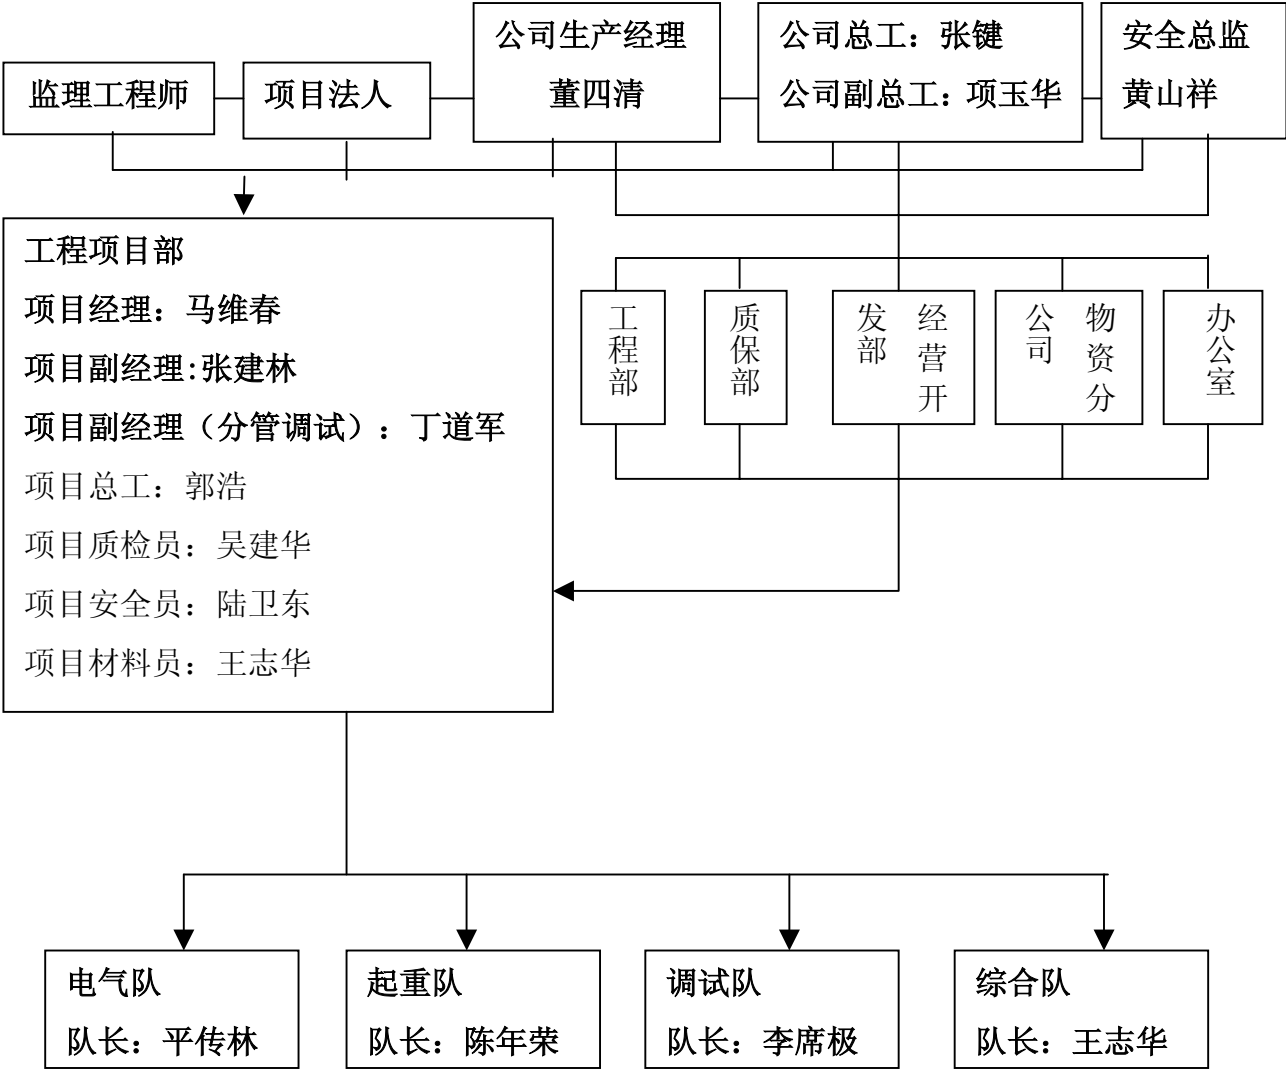 监理工程师
项目法人
公司生产经理
董四清
公司总工：张键
公司副总工：项玉华
安全总监
黄山祥
工程项目部
项目经理：马维春
项目副经理:张建林
项目副经理（分管调试）：丁道军
项目总工：郭浩
项目质检员：吴建华
项目安全员：陆卫东
项目材料员：王志华
工程部
质保部
经营开
发部
物资分
公司
办公室
电气队
队长：平传林
起重队
队长：陈年荣
调试队
队长：李席极
综合队
队长：王志华